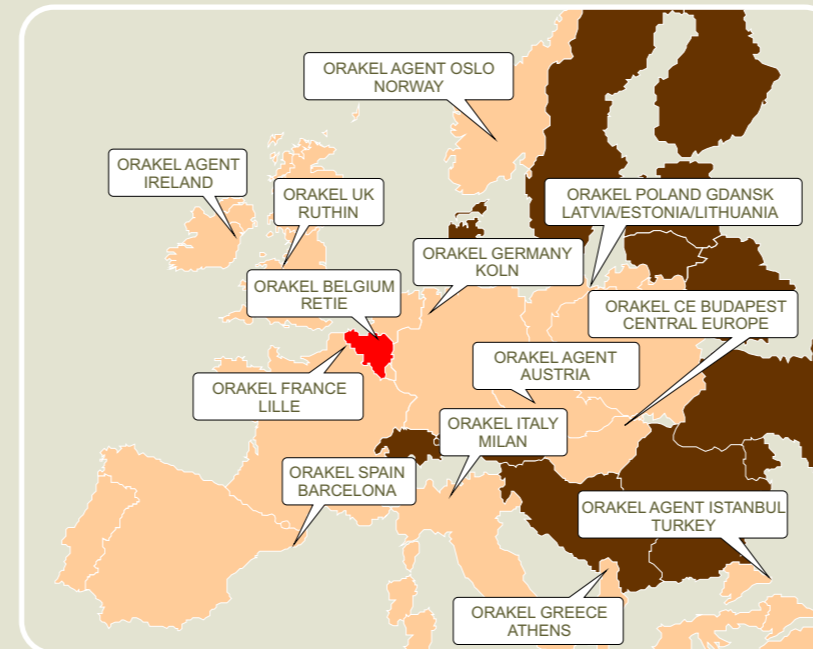 ORAKEL AGENT OSLO
NORWAY
ORAKEL AGENT
IRELAND
ORAKEL UK
RUTHIN
ORAKEL POLAND GDANSK
LATVIA/ESTONIA/LITHUANIA
ORAKEL GERMANY
KOLN
ORAKEL BELGIUM
RETIE
ORAKEL CE BUDAPEST
CENTRAL EUROPE
ORAKEL AGENT
AUSTRIA
ORAKEL FRANCE
LILLE
ORAKEL ITALY
MILAN
ORAKEL SPAIN
BARCELONA
ORAKEL AGENT ISTANBUL
TURKEY
ORAKEL GREECE
ATHENS